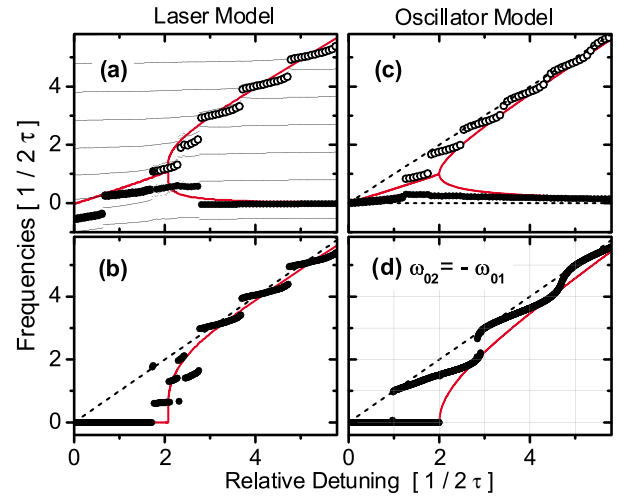 Laser Model Oscillator Model
(a) (c)
4
2
0
Frequencies [ 1 / 2 τ ]
(b) (d) ω02= - ω01
4
2
0
0 2 4 0 2 4
Relative Detuning [ 1/2 τ ]